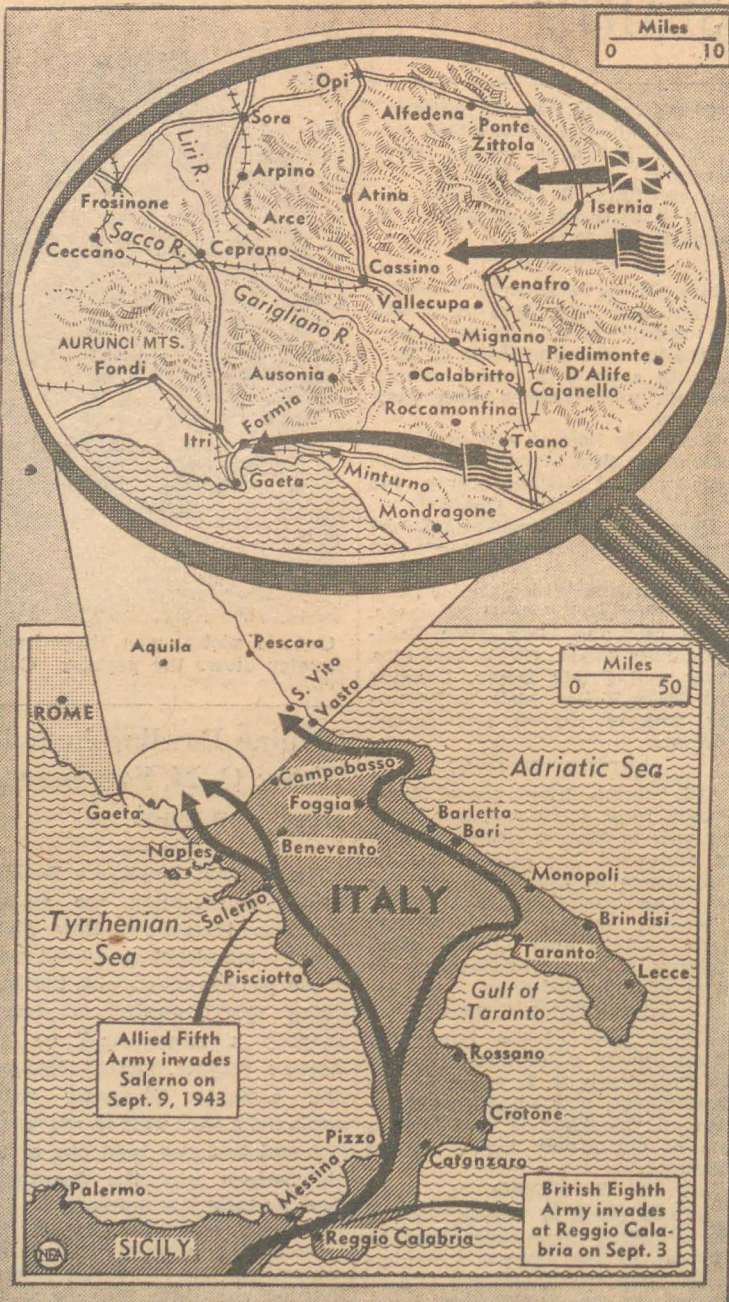 Miles
0 10
Opi
Alfedena
Ponte
Zittola
Sora
Liri R.
Arpino
Atina
Frosinone
Isernia
Arce
Sacco R.
Ceccano
Ceprano
Cassino
Venafro
Vallecupa
Garigliano R.
AURUNCI MTS.
Mignano
Piedimonte
D'Alife
Fondi
Ausonia
Calabritto
Cajanello
Roccamonfina
Formia
Itri
Teano
Minturno
Gaeta
Mondragone
Miles
0 50
Aquila
Pescara
S. Vito
Vasto
ROME
Adriatic Sea
Campobasso
Gaeta
Foggia
Barletta
Bari
Benevento
Naples
Monopoli
ITALY
Salerno
Brindisi
Tyrrhenian
Sea
Taranto
Pisciotta
Lecce
Gulf of
Taranto
Allied Fifth
Army invades
Salerno on
Sept. 9, 1943
Rossano
Crotone
Pizzo
Catanzaro
Messina
Palermo
British Eighth
Army invades
at Reggio Cala-
bria on Sept. 3
Reggio Calabria
SICILY
NEA